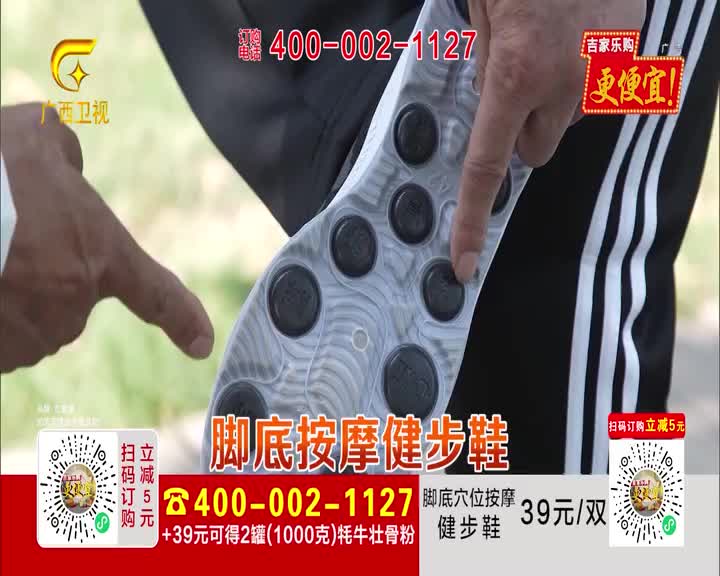 订购电话 400-002-1127
吉家乐购
广告
更便宜!
广西卫视
脚底按摩健步鞋
扫码订购
立减5元
扫码订购立减5元
☎400-002-1127
+39元可得2罐(1000克)牦牛壮骨粉
脚底穴位按摩
健步鞋
39元/双